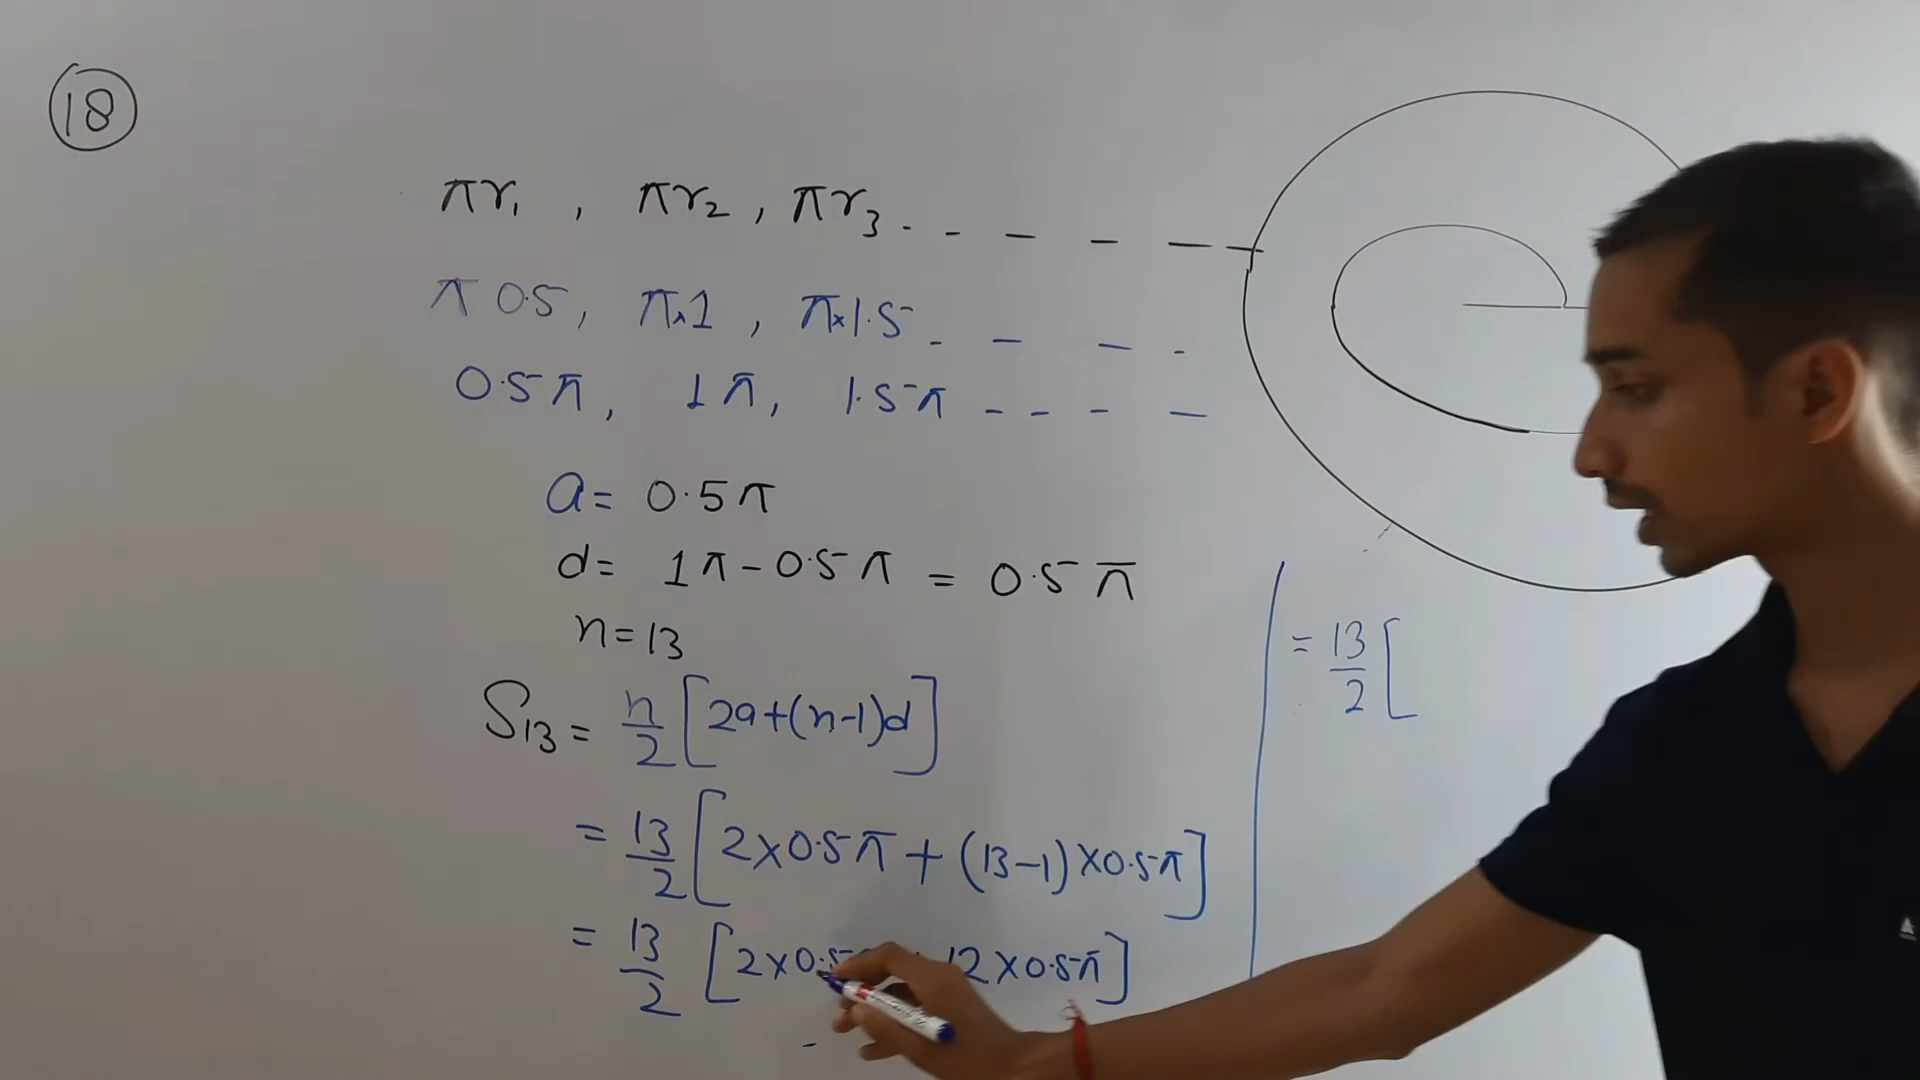 18
πr₁, πr₂, πr₃ . - - - - - -
π 0.5, π×1, π×1.5 - - - -
0.5π, 1π, 1.5π - - - -
a = 0.5π
d = 1π - 0.5π = 0.5π
n = 13
S₁₃ = n/2 [2a+(n-1)d]
= 13/2 [2×0.5π + (13-1)×0.5π]
= 13/2 [2×0.5 12×0.5π]
= 13/2 [